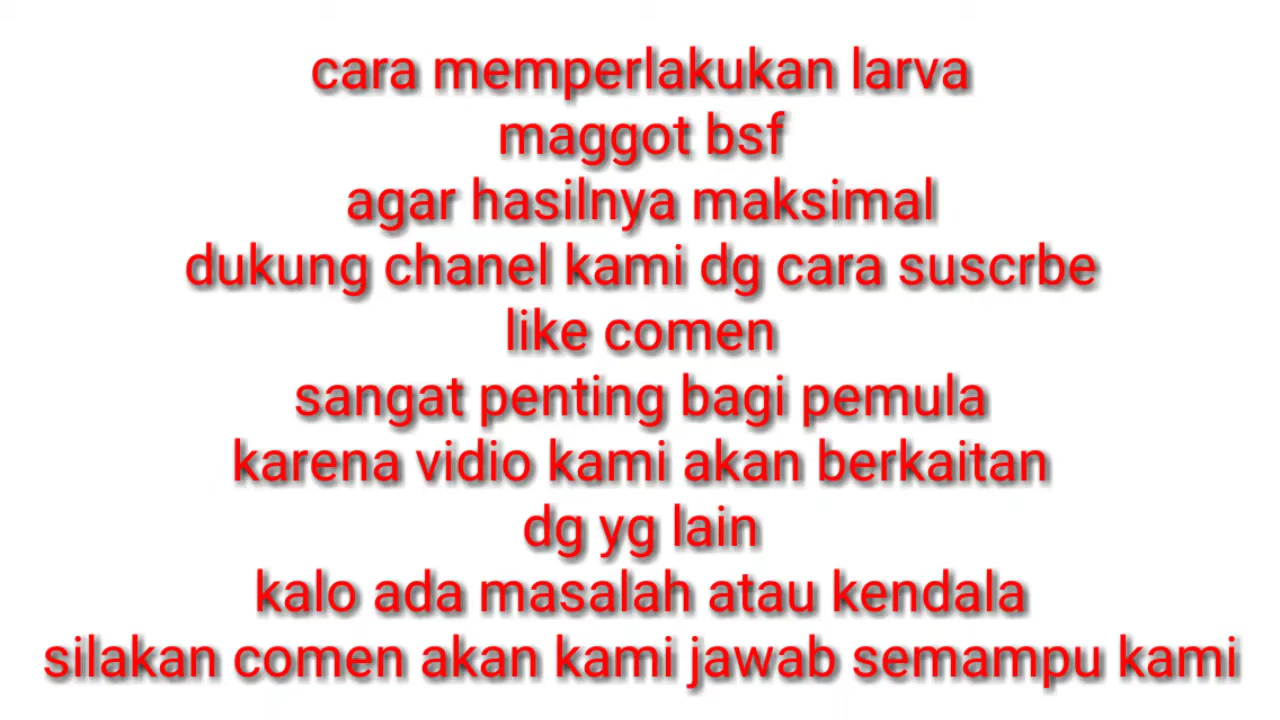 cara memperlakukan larva
maggot bsf
agar hasilnya maksimal
dukung chanel kami dg cara suscrbe
like comen
sangat penting bagi pemula
karena vidio kami akan berkaitan
dg yg lain
kalo ada masalah atau kendala
silakan comen akan kami jawab semampu kami